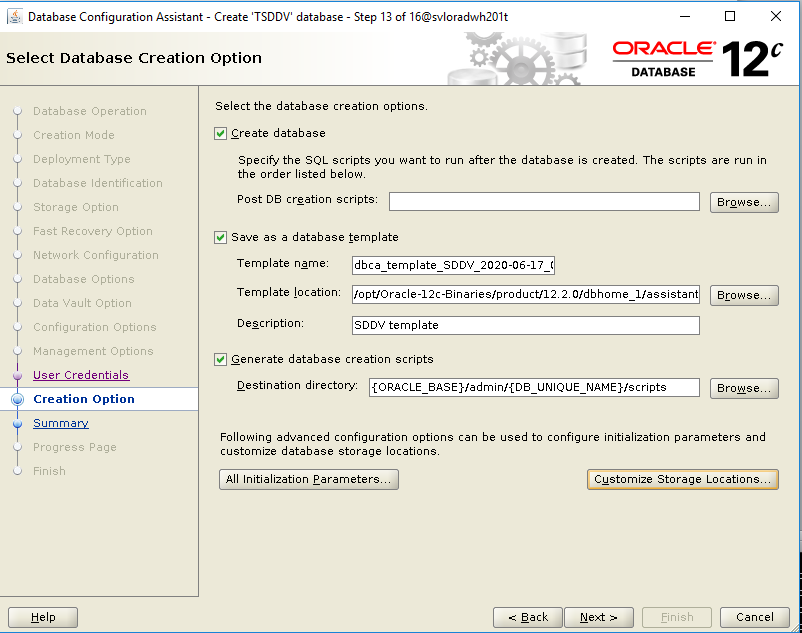 Database Configuration Assistant - Create 'TSDDV' database - Step 13 of 16@svloradwh201t
Select Database Creation Option
ORACLE
DATABASE
12c
Database Operation
Creation Mode
Deployment Type
Database Identification
Storage Option
Fast Recovery Option
Network Configuration
Database Options
Data Vault Option
Configuration Options
Management Options
User Credentials
Creation Option
Summary
Progress Page
Finish
Select the database creation options.
Create database
Specify the SQL scripts you want to run after the database is created. The scripts are run in
the order listed below.
Post DB creation scripts:
Browse...
Save as a database template
Template name: dbca_template_SDDV_2020-06-17_0
Template location: /opt/Oracle-12c-Binaries/product/12.2.0/dbhome_1/assistant Browse...
Description: SDDV template
Generate database creation scripts
Destination directory: {ORACLE_BASE}/admin/{DB_UNIQUE_NAME}/scripts Browse...
Following advanced configuration options can be used to configure initialization parameters and
customize database storage locations.
All Initialization Parameters... Customize Storage Locations...
Help < Back Next > Finish Cancel